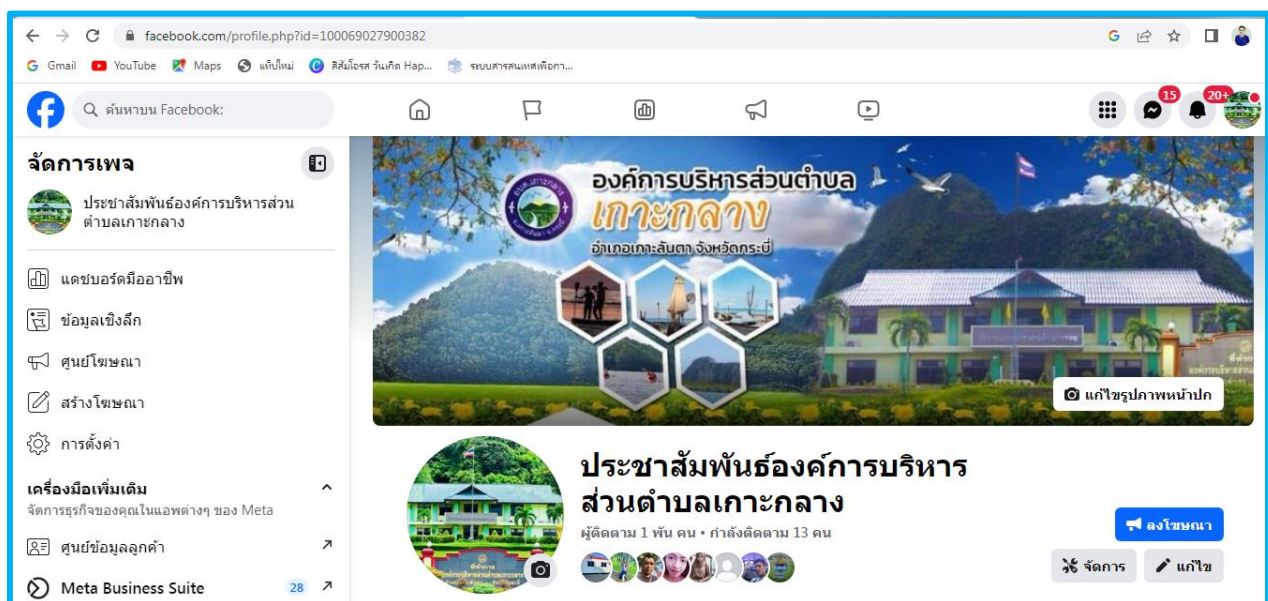 facebook.com/profile.php?id=100069027900382
Gmail YouTube Maps แท็บใหม่ สิสันโอรส วันเกิด Hap... ระบบสารสนเทศเพื่อกา...
ค้นหาบน Facebook:
15
20+
จัดการเพจ
ประชาสัมพันธ์องค์การบริหารส่วน
ตำบลเกาะกลาง
แดชบอร์ดมืออาชีพ
ข้อมูลเชิงลึก
ศูนย์โฆษณา
สร้างโฆษณา
การตั้งค่า
เครื่องมือเพิ่มเติม
จัดการธุรกิจของคุณในแอพต่างๆ ของ Meta
ศูนย์ข้อมูลลูกค้า
Meta Business Suite 28
องค์การบริหารส่วนตำบล
เกาะกลาง
อำเภอเกาะลันตา จังหวัดกระบี่
แก้ไขรูปภาพหน้าปก
ประชาสัมพันธ์องค์การบริหาร
ส่วนตำบลเกาะกลาง
ผู้ติดตาม 1 พัน คน • กำลังติดตาม 13 คน
ลงโฆษณา
จัดการ
แก้ไข